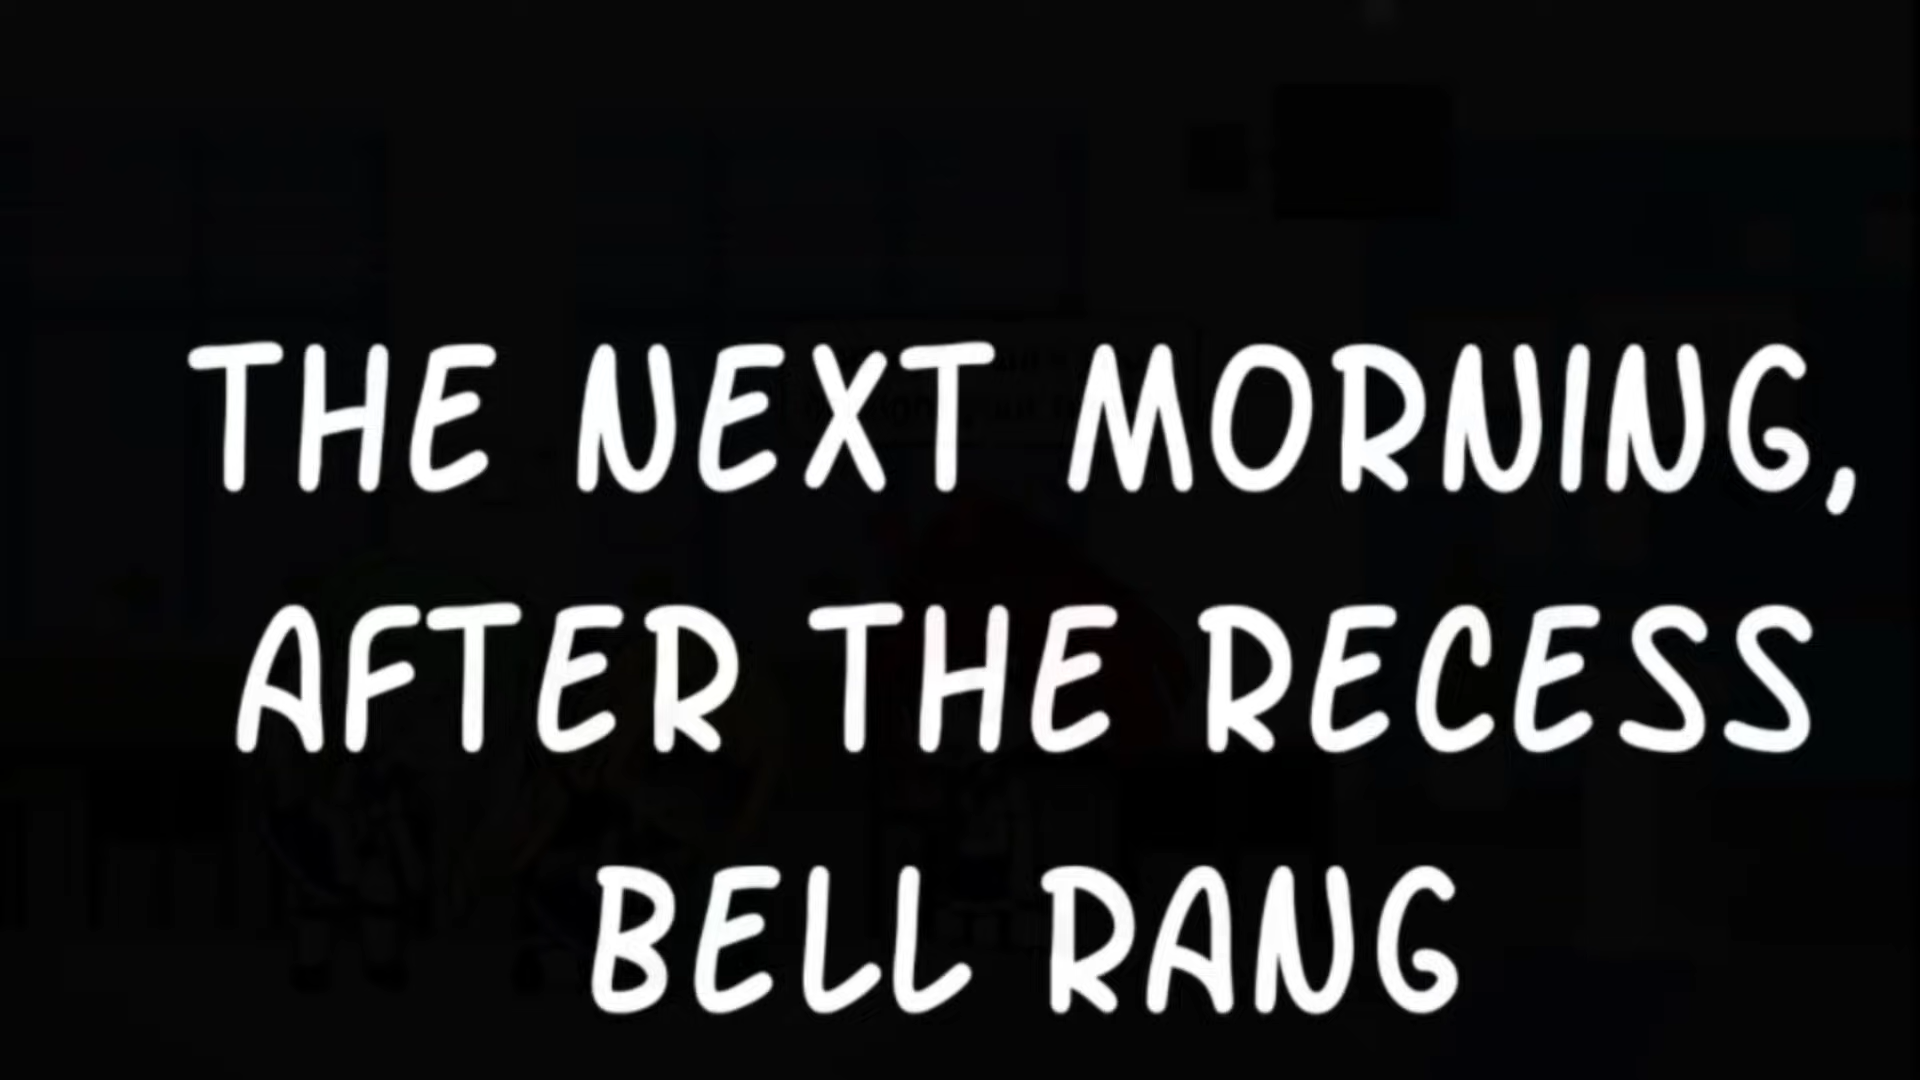 THE NEXT MORNING,
AFTER THE RECESS
BELL RANG